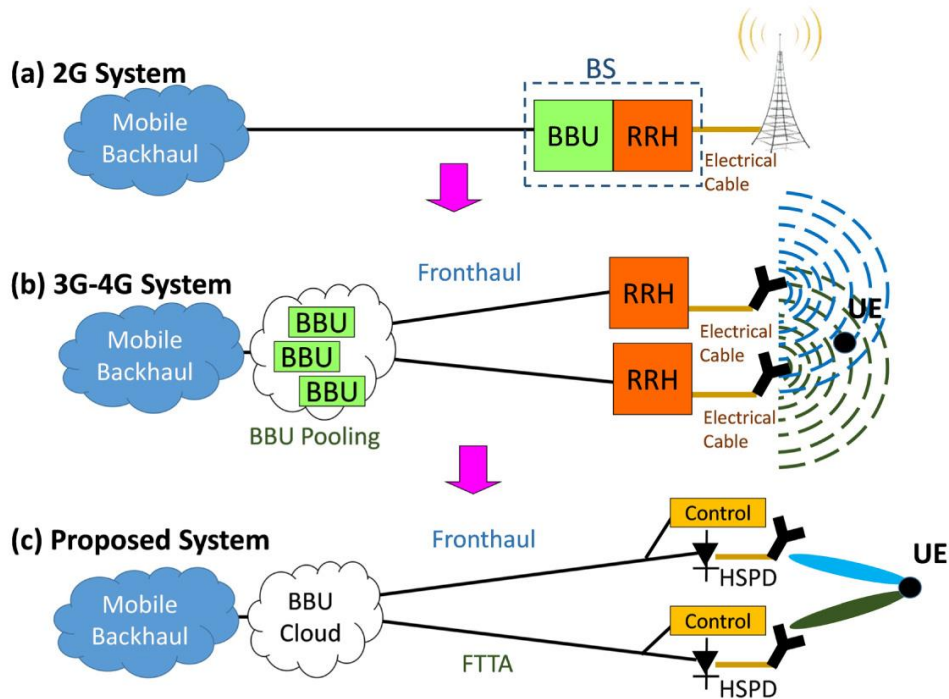 (a) 2G System
BS
Mobile
Backhaul
BBU
RRH
Electrical
Cable
(b) 3G-4G System
Fronthaul
Mobile
Backhaul
BBU
BBU
BBU
BBU Pooling
RRH
Electrical
Cable
UE
RRH
Electrical
Cable
(c) Proposed System
Fronthaul
Mobile
Backhaul
BBU
Cloud
FTTA
Control
HSPD
UE
Control
HSPD